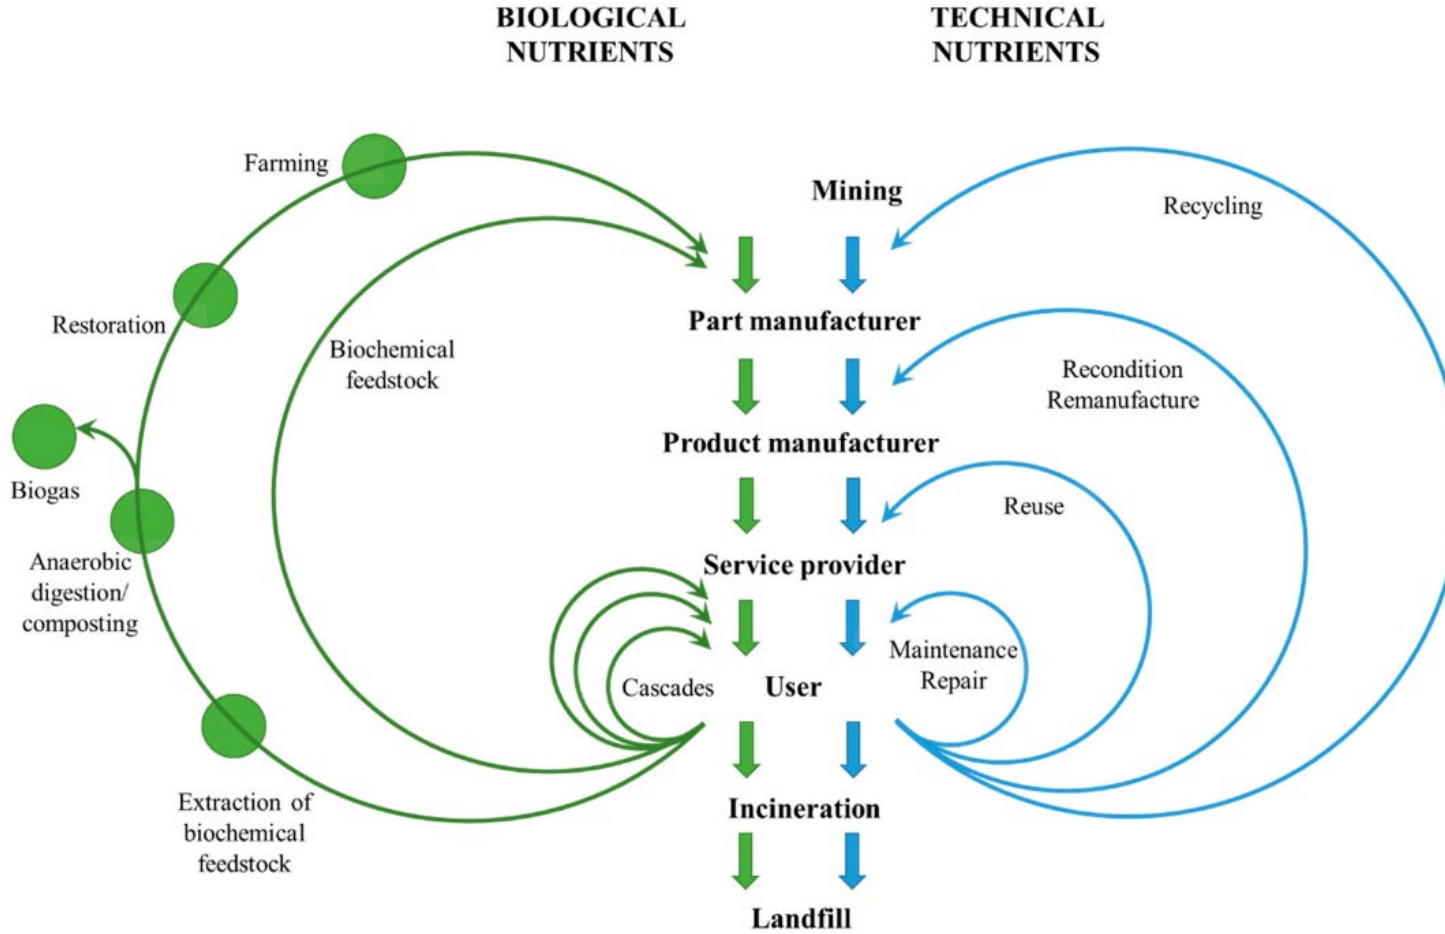 BIOLOGICAL
NUTRIENTS
TECHNICAL
NUTRIENTS
Farming
Mining
Recycling
Restoration
Part manufacturer
Biochemical
feedstock
Recondition
Remanufacture
Product manufacturer
Biogas
Reuse
Anaerobic
digestion/
composting
Service provider
Maintenance
Repair
Cascades
User
Extraction of
biochemical
feedstock
Incineration
Landfill